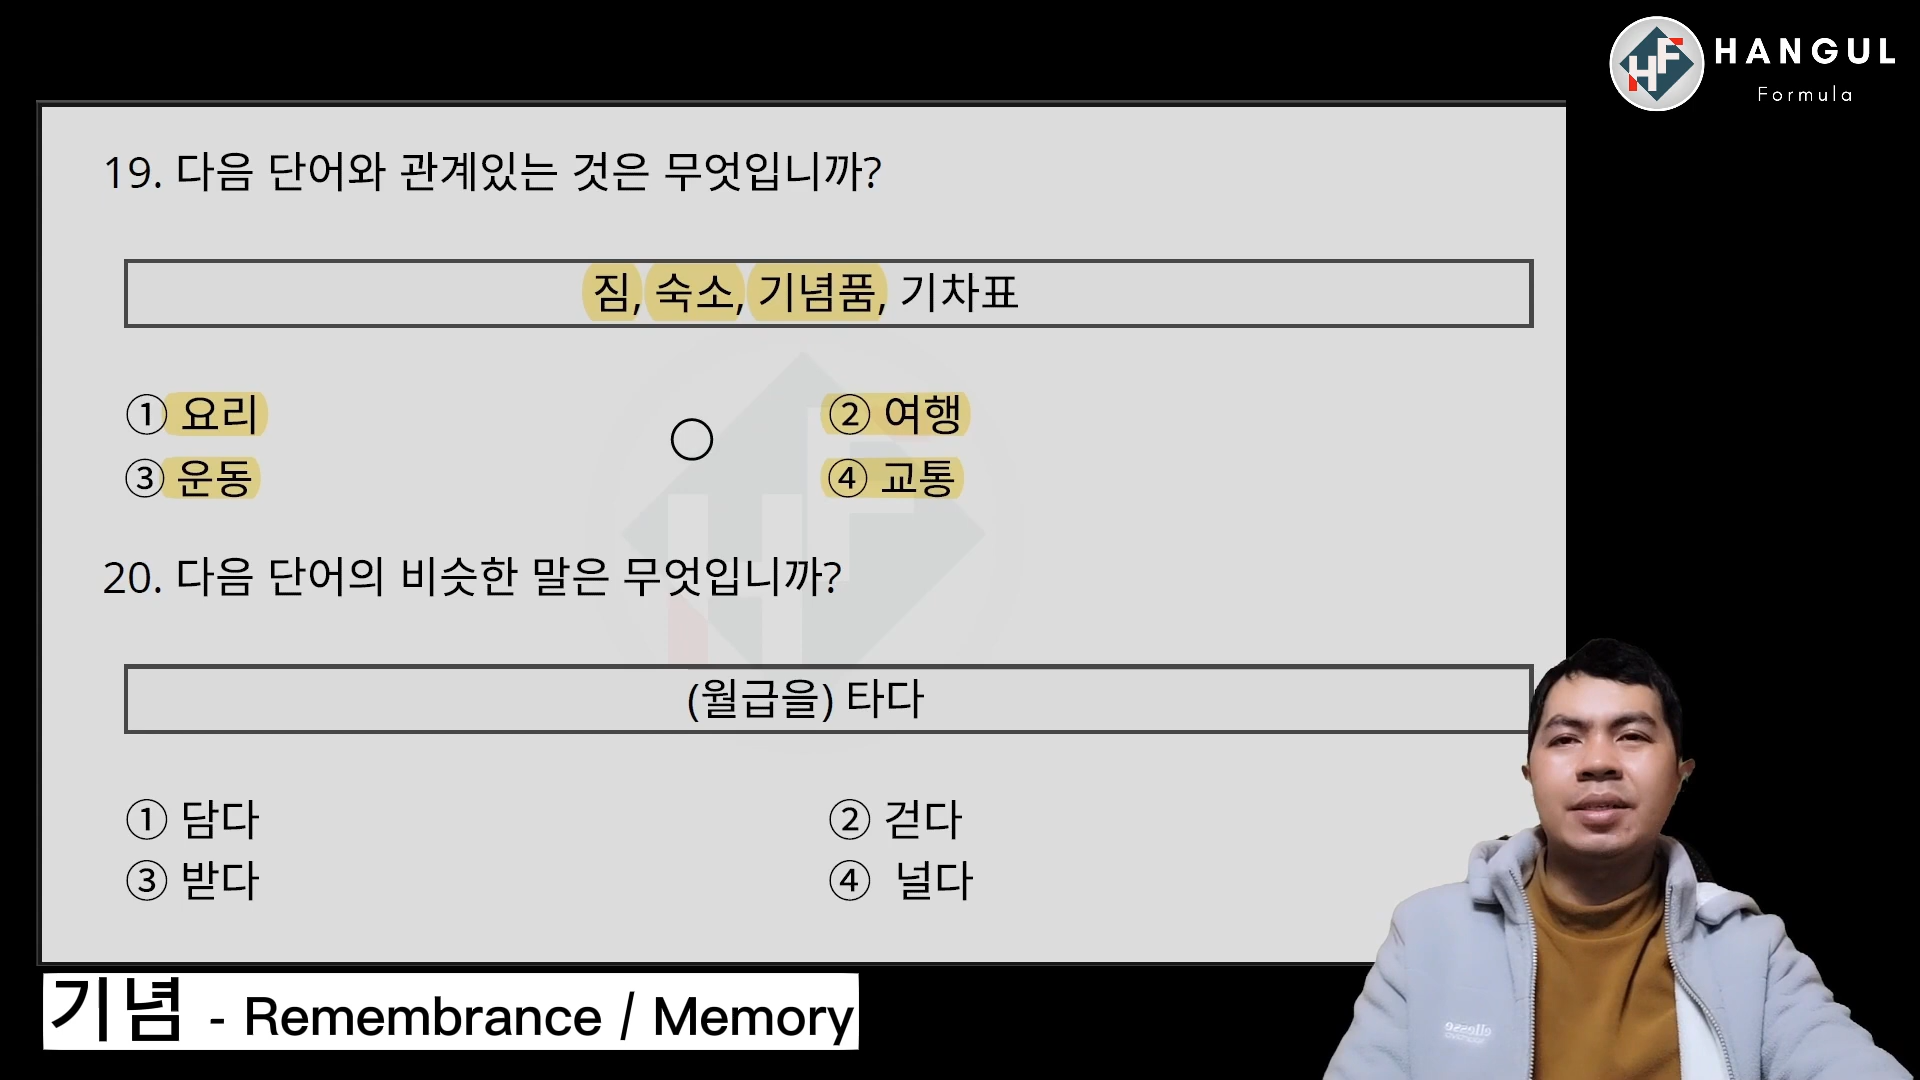 HANGUL
Formula
19. 다음 단어와 관계있는 것은 무엇입니까?
짐, 숙소, 기념품, 기차표
① 요리
② 여행
③ 운동
④ 교통
20. 다음 단어의 비슷한 말은 무엇입니까?
(월급을) 타다
① 담다
② 걷다
③ 받다
④ 널다
기념 - Remembrance / Memory
ellesse